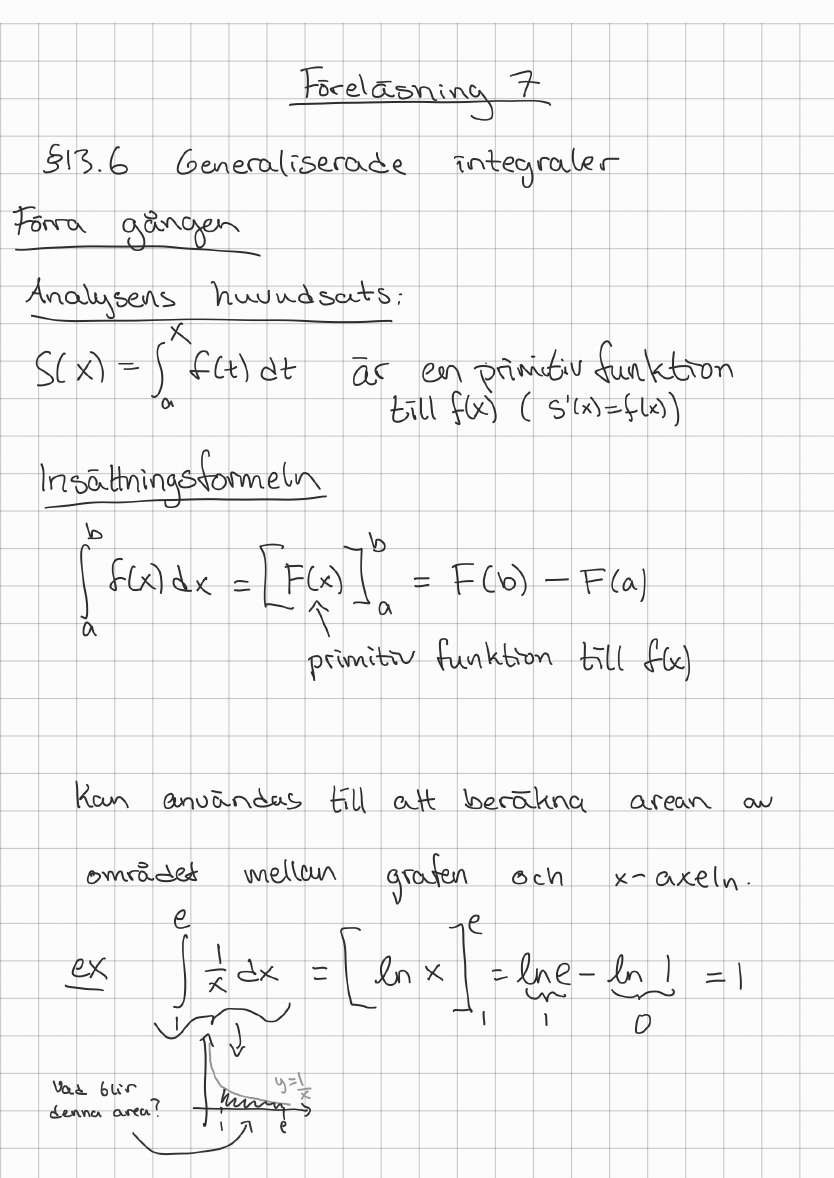 Föreläsning 7
§13.6 Generaliserade integraler
Förra gången
Analysens huvudsats:
S(x) = ∫_a^x f(t) dt är en primitiv funktion
till f(x) ( S'(x)=f(x))
Insättningsformeln
∫_a^b f(x) dx = [F(x)]_a^b = F(b) − F(a)
primitiv funktion till f(x)
Kan användas till att beräkna arean av
området mellan grafen och x-axeln.
ex ∫_1^e 1/x dx = [ln x]_1^e = ln e − ln 1 = 1
1 0
y=1/x
Vad blir
denna area?
1 e